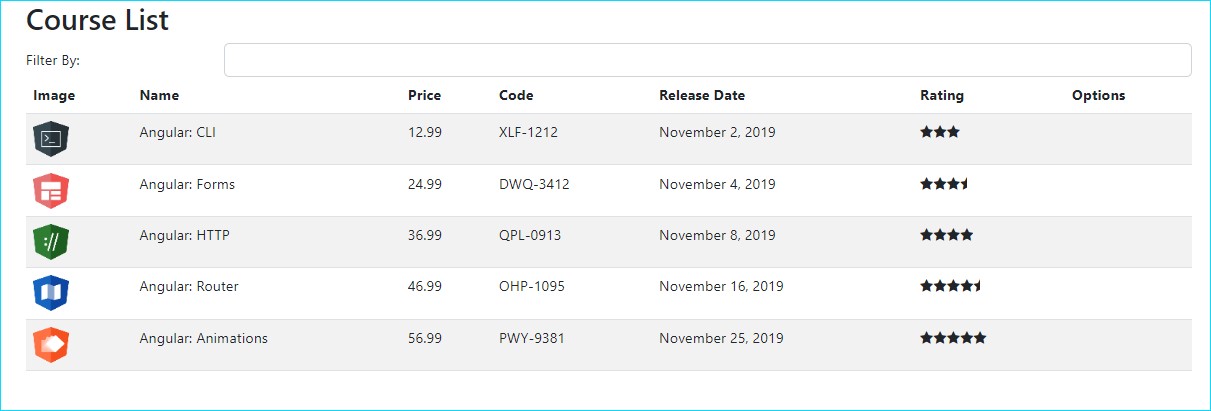 Course List
Filter By:
Image Name Price Code Release Date Rating Options
>_ Angular: CLI 12.99 XLF-1212 November 2, 2019
Angular: Forms 24.99 DWQ-3412 November 4, 2019
:// Angular: HTTP 36.99 QPL-0913 November 8, 2019
Angular: Router 46.99 OHP-1095 November 16, 2019
Angular: Animations 56.99 PWY-9381 November 25, 2019